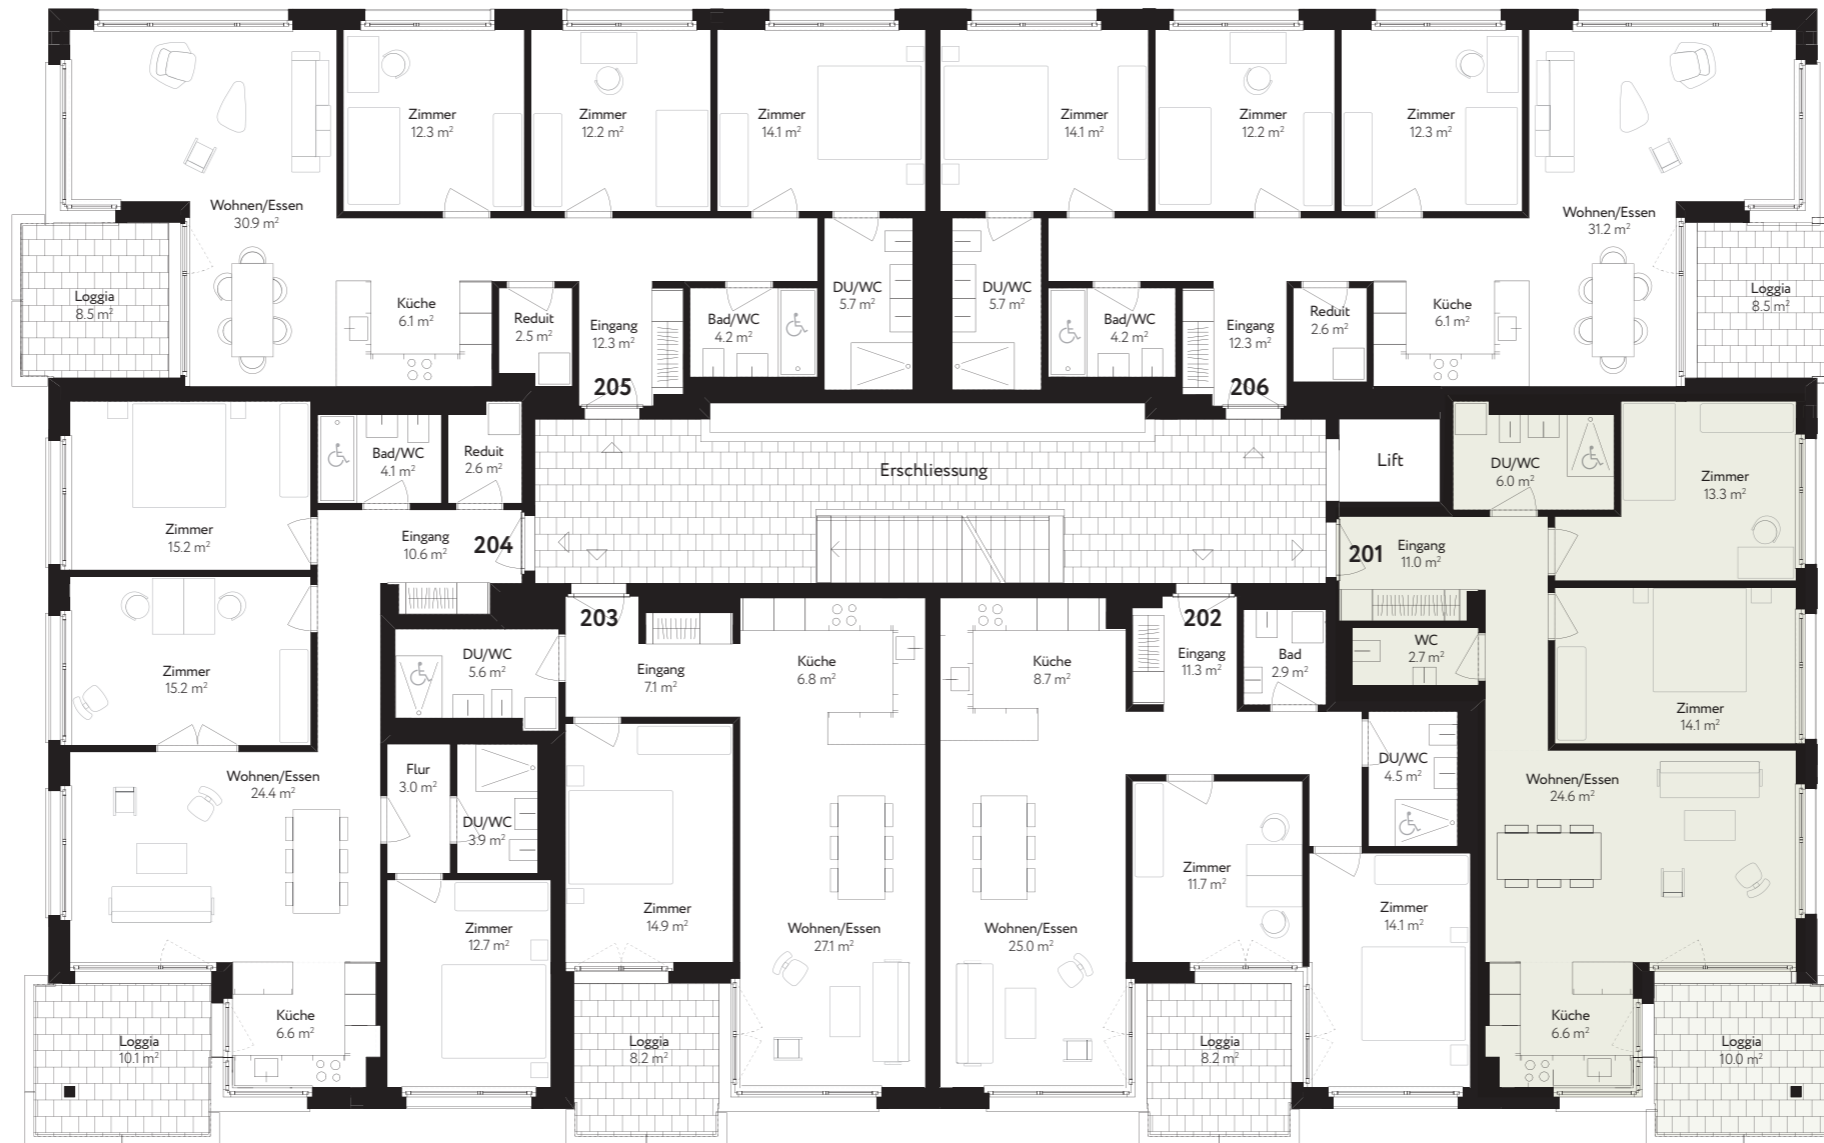 Zimmer
12.3 m²
Zimmer
12.2 m²
Zimmer
14.1 m²
Zimmer
14.1 m²
Zimmer
12.2 m²
Zimmer
12.3 m²
Wohnen/Essen
30.9 m²
Wohnen/Essen
31.2 m²
Loggia
8.5 m²
Küche
6.1 m²
Reduit
2.5 m²
Eingang
12.3 m²
205
Bad/WC
4.2 m²
DU/WC
5.7 m²
DU/WC
5.7 m²
Bad/WC
4.2 m²
Eingang
12.3 m²
206
Reduit
2.6 m²
Küche
6.1 m²
Loggia
8.5 m²
Zimmer
15.2 m²
Bad/WC
4.1 m²
Reduit
2.6 m²
Eingang
10.6 m²
204
Erschliessung
Lift
DU/WC
6.0 m²
Zimmer
13.3 m²
201
Eingang
11.0 m²
Zimmer
15.2 m²
DU/WC
5.6 m²
203
Eingang
7.1 m²
Küche
6.8 m²
Küche
8.7 m²
202
Eingang
11.3 m²
Bad
2.9 m²
WC
2.7 m²
Zimmer
14.1 m²
Wohnen/Essen
24.4 m²
Flur
3.0 m²
DU/WC
3.9 m²
DU/WC
4.5 m²
Wohnen/Essen
24.6 m²
Zimmer
12.7 m²
Zimmer
14.9 m²
Wohnen/Essen
27.1 m²
Wohnen/Essen
25.0 m²
Zimmer
11.7 m²
Zimmer
14.1 m²
Loggia
10.1 m²
Küche
6.6 m²
Loggia
8.2 m²
Loggia
8.2 m²
Küche
6.6 m²
Loggia
10.0 m²